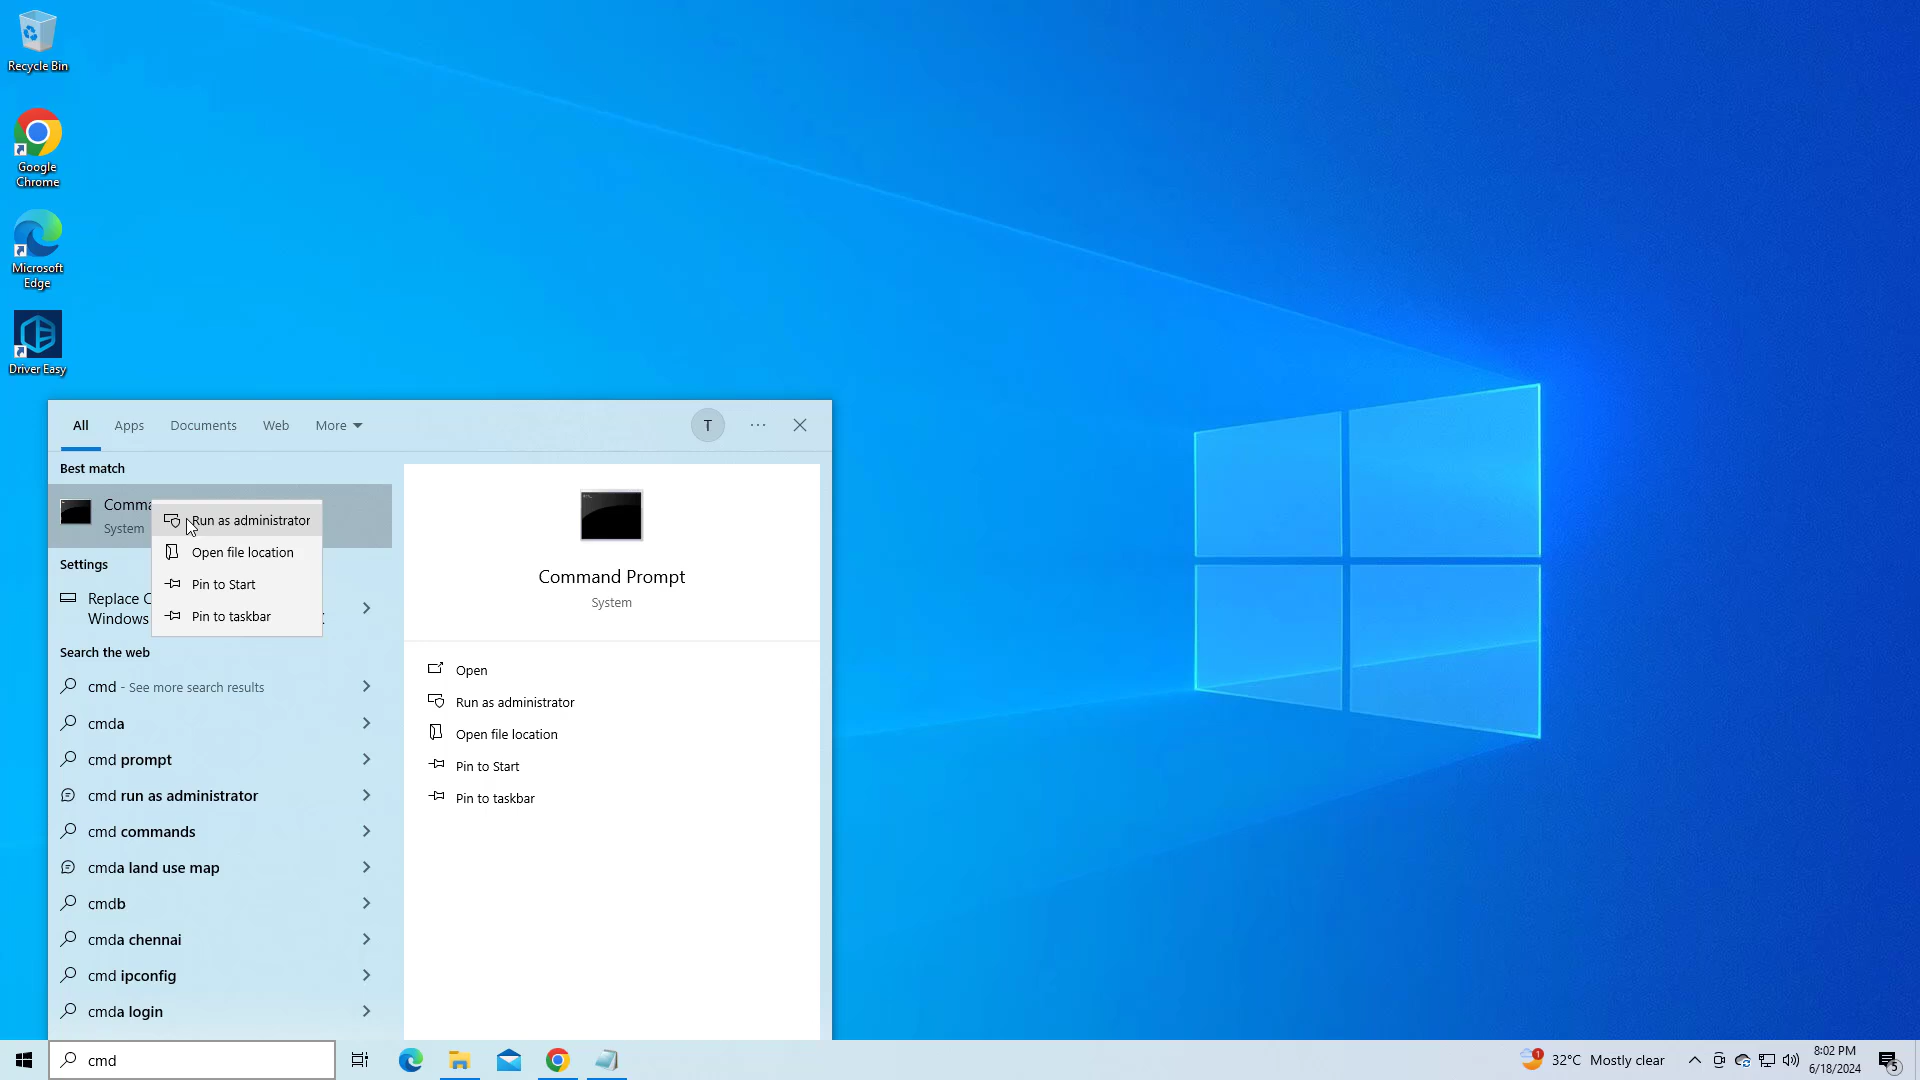 Recycle Bin
Google
Chrome
Microsoft
Edge
Driver Easy
All
Apps
Documents
Web
More
T
Best match
System
Run as administrator
Open file location
Pin to Start
Pin to taskbar
Settings
Windows
Search the web
cmd - See more search results
cmda
cmd prompt
cmd run as administrator
cmd commands
cmda land use map
cmdb
cmda chennai
cmd ipconfig
cmda login
Command Prompt
System
Open
Run as administrator
Open file location
Pin to Start
Pin to taskbar
cmd
1
32°C Mostly clear
8:02 PM
6/18/2024
5